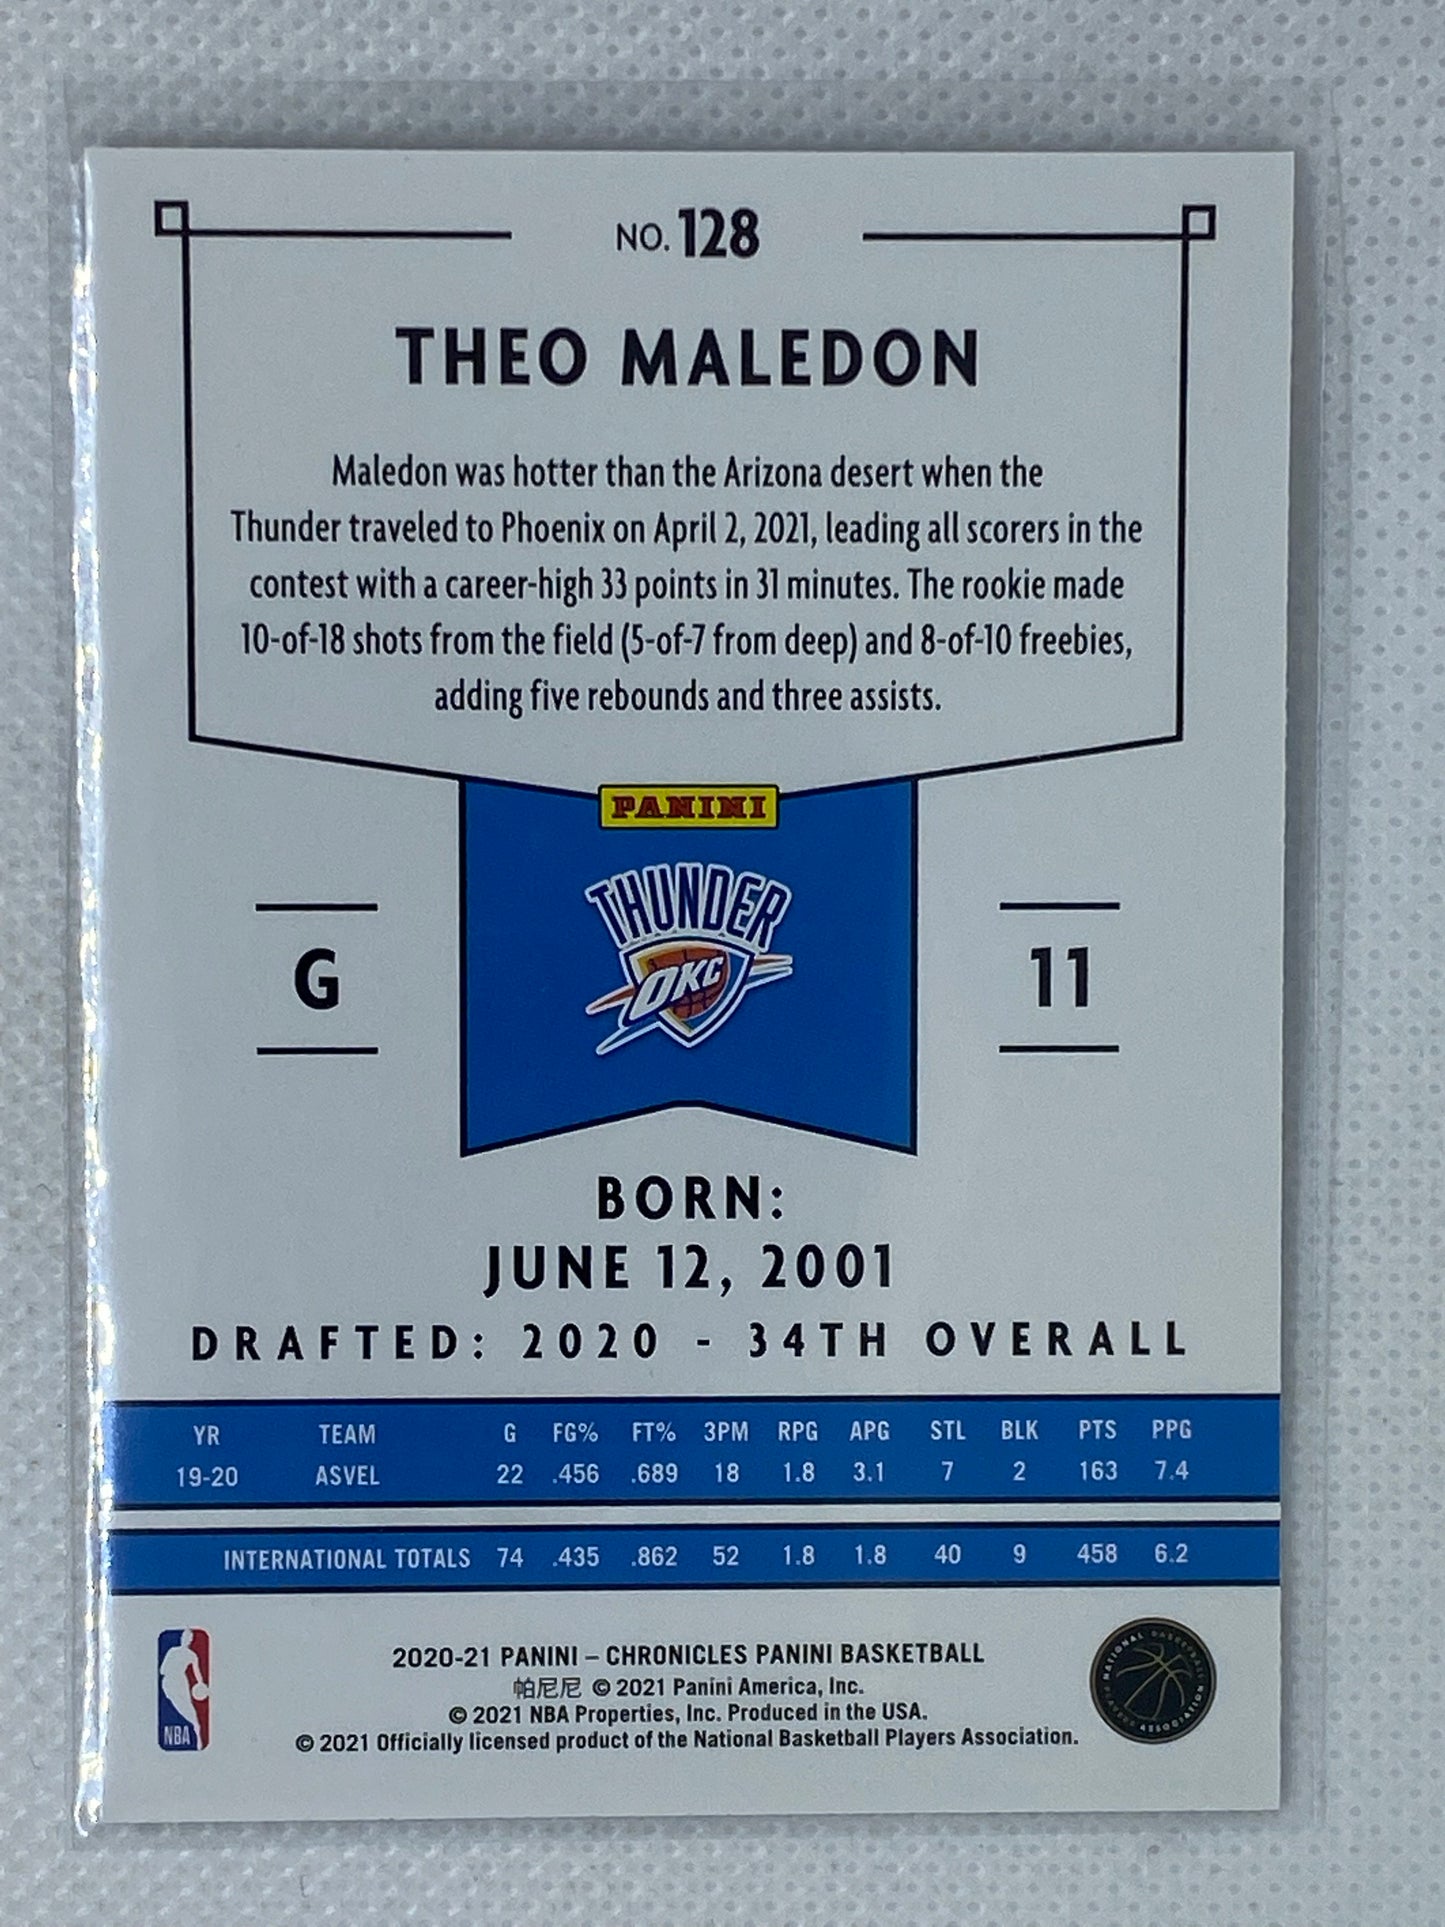 NO. 128
THEO MALEDON
Maledon was hotter than the Arizona desert when the
Thunder traveled to Phoenix on April 2, 2021, leading all scorers in the
contest with a career-high 33 points in 31 minutes. The rookie made
10-of-18 shots from the field (5-of-7 from deep) and 8-of-10 freebies,
adding five rebounds and three assists.
PANINI
THUNDER
OKC
G
11
BORN:
JUNE 12, 2001
DRAFTED: 2020 - 34TH OVERALL
YR TEAM G FG% FT% 3PM RPG APG STL BLK PTS PPG
19-20 ASVEL 22 .456 .689 18 1.8 3.1 7 2 163 7.4
INTERNATIONAL TOTALS 74 .435 .862 52 1.8 1.8 40 9 458 6.2
2020-21 PANINI – CHRONICLES PANINI BASKETBALL
帕尼尼 © 2021 Panini America, Inc.
© 2021 NBA Properties, Inc. Produced in the USA.
© 2021 Officially licensed product of the National Basketball Players Association.
NBA
NATIONAL BASKETBALL PLAYERS ASSOCIATION